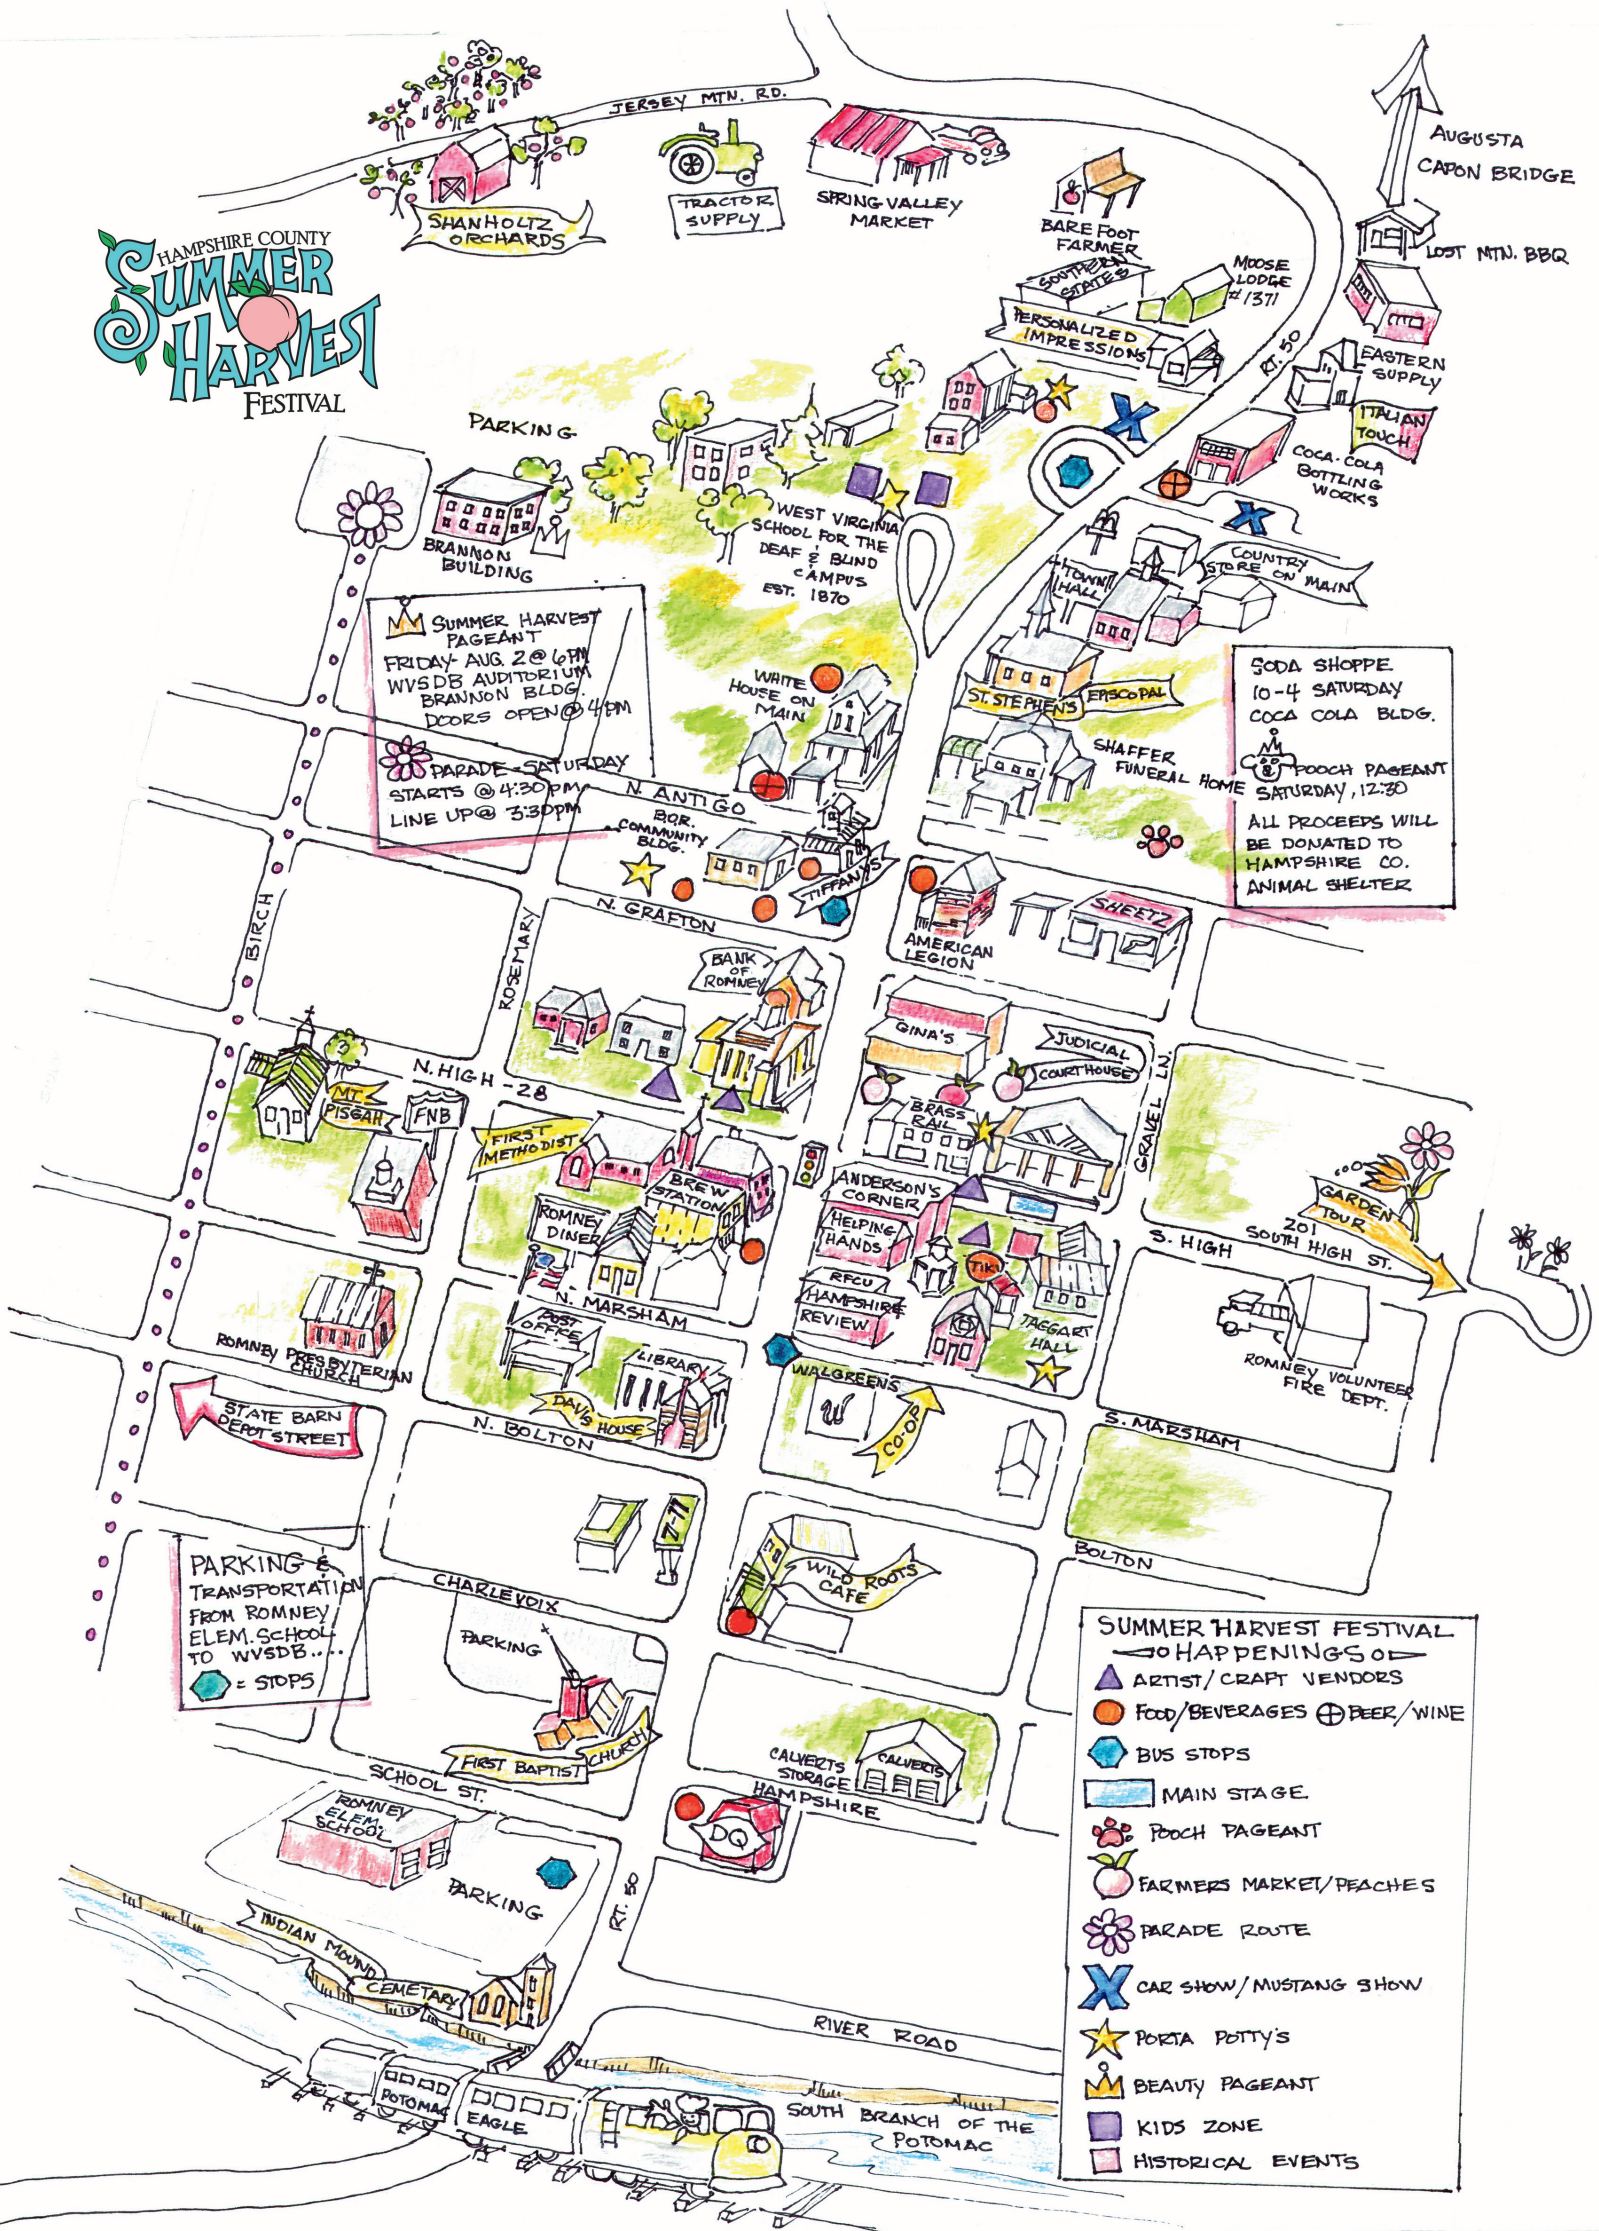 JERSEY MTN. RD.
AUGUSTA
CAPON BRIDGE
SHANHOLTZ
ORCHARDS
TRACTOR
SUPPLY
SPRING VALLEY
MARKET
BAREFOOT
FARMER
LOST MTN. BBQ
HAMPSHIRE COUNTY
SUMMER
HARVEST
FESTIVAL
SOUTHERN
STATES
MOOSE
LODGE
#1371
PERSONALIZED
IMPRESSIONS
RT. 50
EASTERN
SUPPLY
ITALIAN
TOUCH
PARKING
COCA-COLA
BOTTLING
WORKS
BRANNON
BUILDING
WEST VIRGINIA
SCHOOL FOR THE
DEAF & BLIND
CAMPUS
EST. 1870
COUNTRY
STORE ON MAIN
TOWN
HALL
SUMMER HARVEST
PAGEANT
FRIDAY- AUG. 2 @ 6PM
WVSDB AUDITORIUM
BRANNON BLDG.
DOORS OPEN @ 4PM
PARADE - SATURDAY
STARTS @ 4:30pm
LINE UP @ 3:30pm
WHITE
HOUSE ON
MAIN
ST. STEPHEN'S EPISCOPAL
SHAFFER
FUNERAL HOME
SODA SHOPPE
10-4 SATURDAY
COCA COLA BLDG.
POOCH PAGEANT
SATURDAY, 12:30
ALL PROCEEDS WILL
BE DONATED TO
HAMPSHIRE CO.
ANIMAL SHELTER
N. ANTIGO
B.O.R.
COMMUNITY
BLDG.
TIFFANY'S
N. GRAFTON
BIRCH
ROSEMARY
AMERICAN
LEGION
SHEETZ
BANK
OF
ROMNEY
GINA'S
JUDICIAL
COURTHOUSE
GRAVEL LN.
N. HIGH - 28
MT.
PISGAH
FNB
FIRST
METHODIST
BRASS
RAIL
BREW
STATION
ANDERSON'S
CORNER
HELPING
HANDS
ROMNEY
DINER
TIKI
RFCU
HAMPSHIRE
REVIEW
TAGGART
HALL
GARDEN
TOUR
201
SOUTH HIGH ST.
S. HIGH
N. MARSHAM
POST
OFFICE
LIBRARY
DAVIS HOUSE
ROMNEY PRESBYTERIAN
CHURCH
STATE BARN
DEPOT STREET
WALGREENS
W
CO-OP
ROMNEY VOLUNTEER
FIRE DEPT.
S. MARSHAM
N. BOLTON
7-11
WILD ROOTS
CAFE
BOLTON
PARKING &
TRANSPORTATION
FROM ROMNEY
ELEM. SCHOOL
TO WVSDB....
= STOPS
CHARLEVOIX
PARKING
FIRST BAPTIST CHURCH
SCHOOL ST.
ROMNEY
ELEM.
SCHOOL
PARKING
CALVERTS
STORAGE
CALVERTS
HAMPSHIRE
DQ
RT. 50
INDIAN MOUND
CEMETARY
RIVER ROAD
POTOMAC
EAGLE
SOUTH BRANCH OF THE
POTOMAC
SUMMER HARVEST FESTIVAL
HAPPENINGS
ARTIST/CRAFT VENDORS
FOOD/BEVERAGES BEER/WINE
BUS STOPS
MAIN STAGE
POOCH PAGEANT
FARMERS MARKET/PEACHES
PARADE ROUTE
CAR SHOW/MUSTANG SHOW
PORTA POTTY'S
BEAUTY PAGEANT
KIDS ZONE
HISTORICAL EVENTS